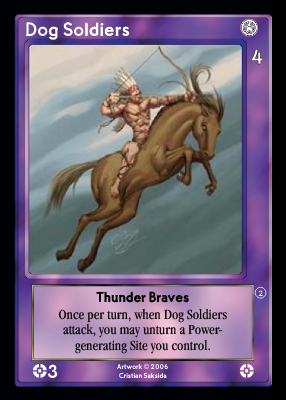 Dog Soldiers
4
Thunder Braves
2
Once per turn, when Dog Soldiers
attack, you may unturn a Power-
generating Site you control.
3
Artwork © 2006
Cristian Saksida